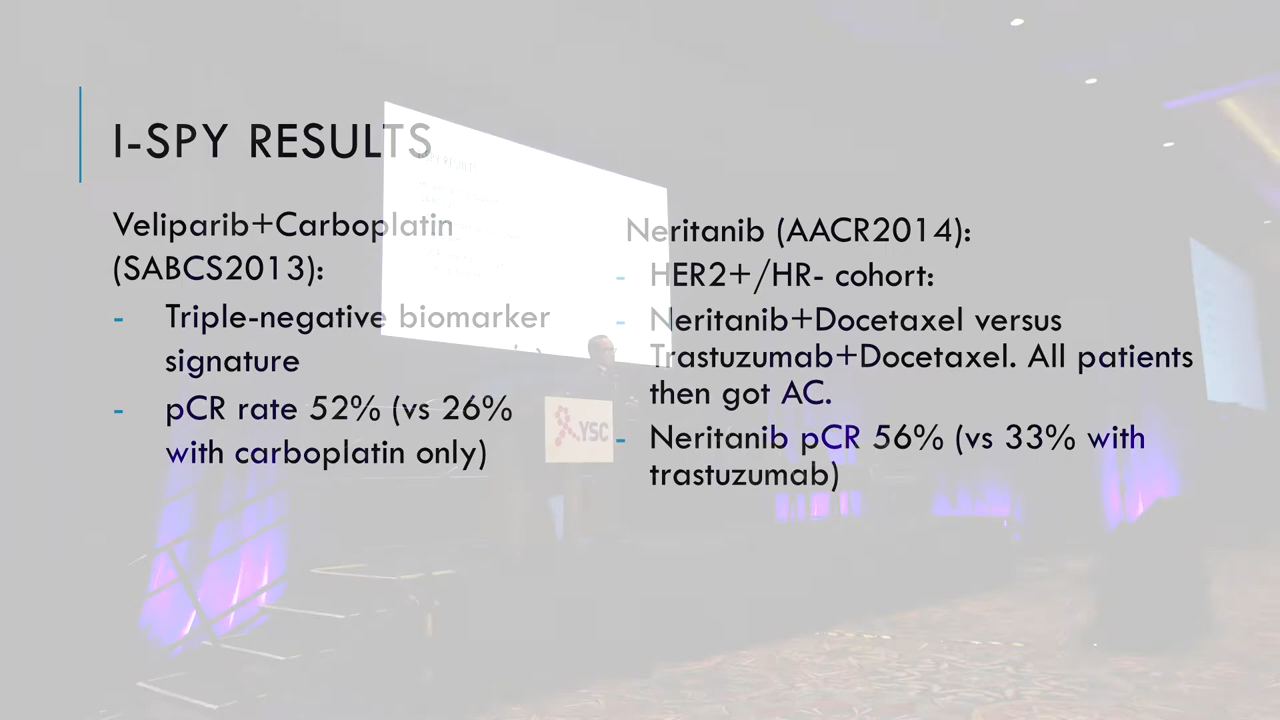 I-SPY RESULTS
Veliparib+Carboplatin
(SABCS2013):
- Triple-negative biomarker
signature
- pCR rate 52% (vs 26%
with carboplatin only)
Neritanib (AACR2014):
- HER2+/HR- cohort:
- Neritanib+Docetaxel versus
Trastuzumab+Docetaxel. All patients
then got AC.
- Neritanib pCR 56% (vs 33% with
trastuzumab)
YSC